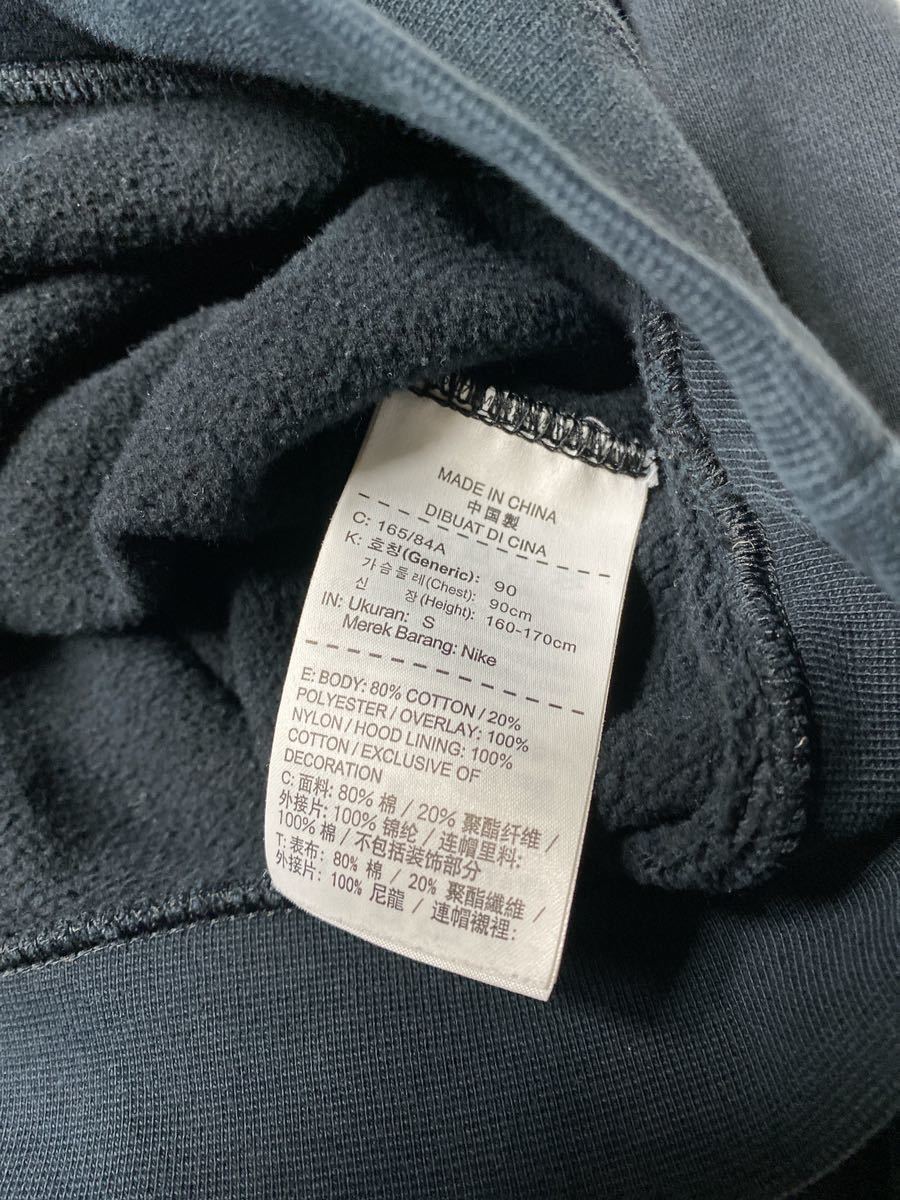 MADE IN CHINA
中国製
DIBUAT DI CINA
C: 165/84A
K: 호칭(Generic): 90
가슴둘레(Chest): 90cm
신 장(Height): 160-170cm
IN: Ukuran: S
Merek Barang: Nike
E: BODY: 80% COTTON / 20%
POLYESTER / OVERLAY: 100%
NYLON / HOOD LINING: 100%
COTTON / EXCLUSIVE OF
DECORATION
C: 面料: 80% 棉 / 20% 聚酯纤维 /
外接片: 100% 锦纶 / 连帽里料:
100% 棉 / 不包括装饰部分
T: 表布: 80% 棉 / 20% 聚酯纖維 /
外接片: 100% 尼龍 / 連帽襯裡: